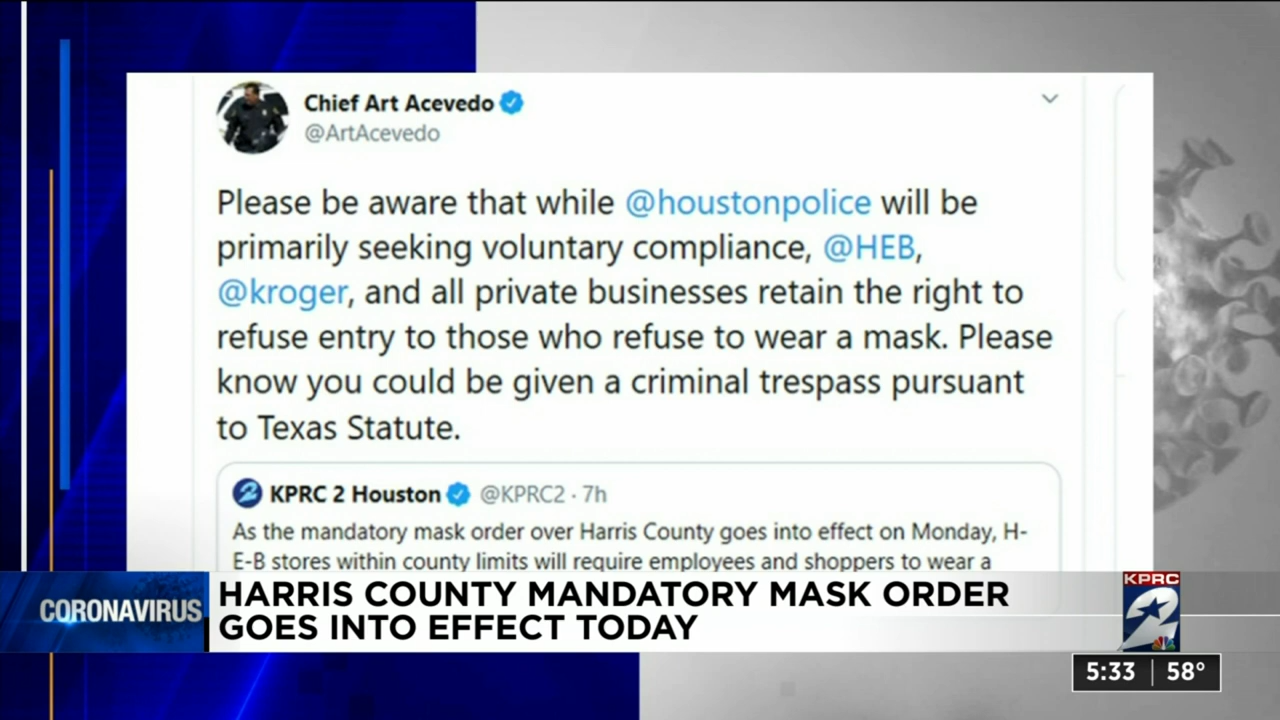 Chief Art Acevedo
@ArtAcevedo
Please be aware that while @houstonpolice will be
primarily seeking voluntary compliance, @HEB,
@kroger, and all private businesses retain the right to
refuse entry to those who refuse to wear a mask. Please
know you could be given a criminal trespass pursuant
to Texas Statute.
KPRC 2 Houston @KPRC2 · 7h
As the mandatory mask order over Harris County goes into effect on Monday, H-
E-B stores within county limits will require employees and shoppers to wear a
CORONAVIRUS
HARRIS COUNTY MANDATORY MASK ORDER
GOES INTO EFFECT TODAY
KPRC
2
5:33 | 58°